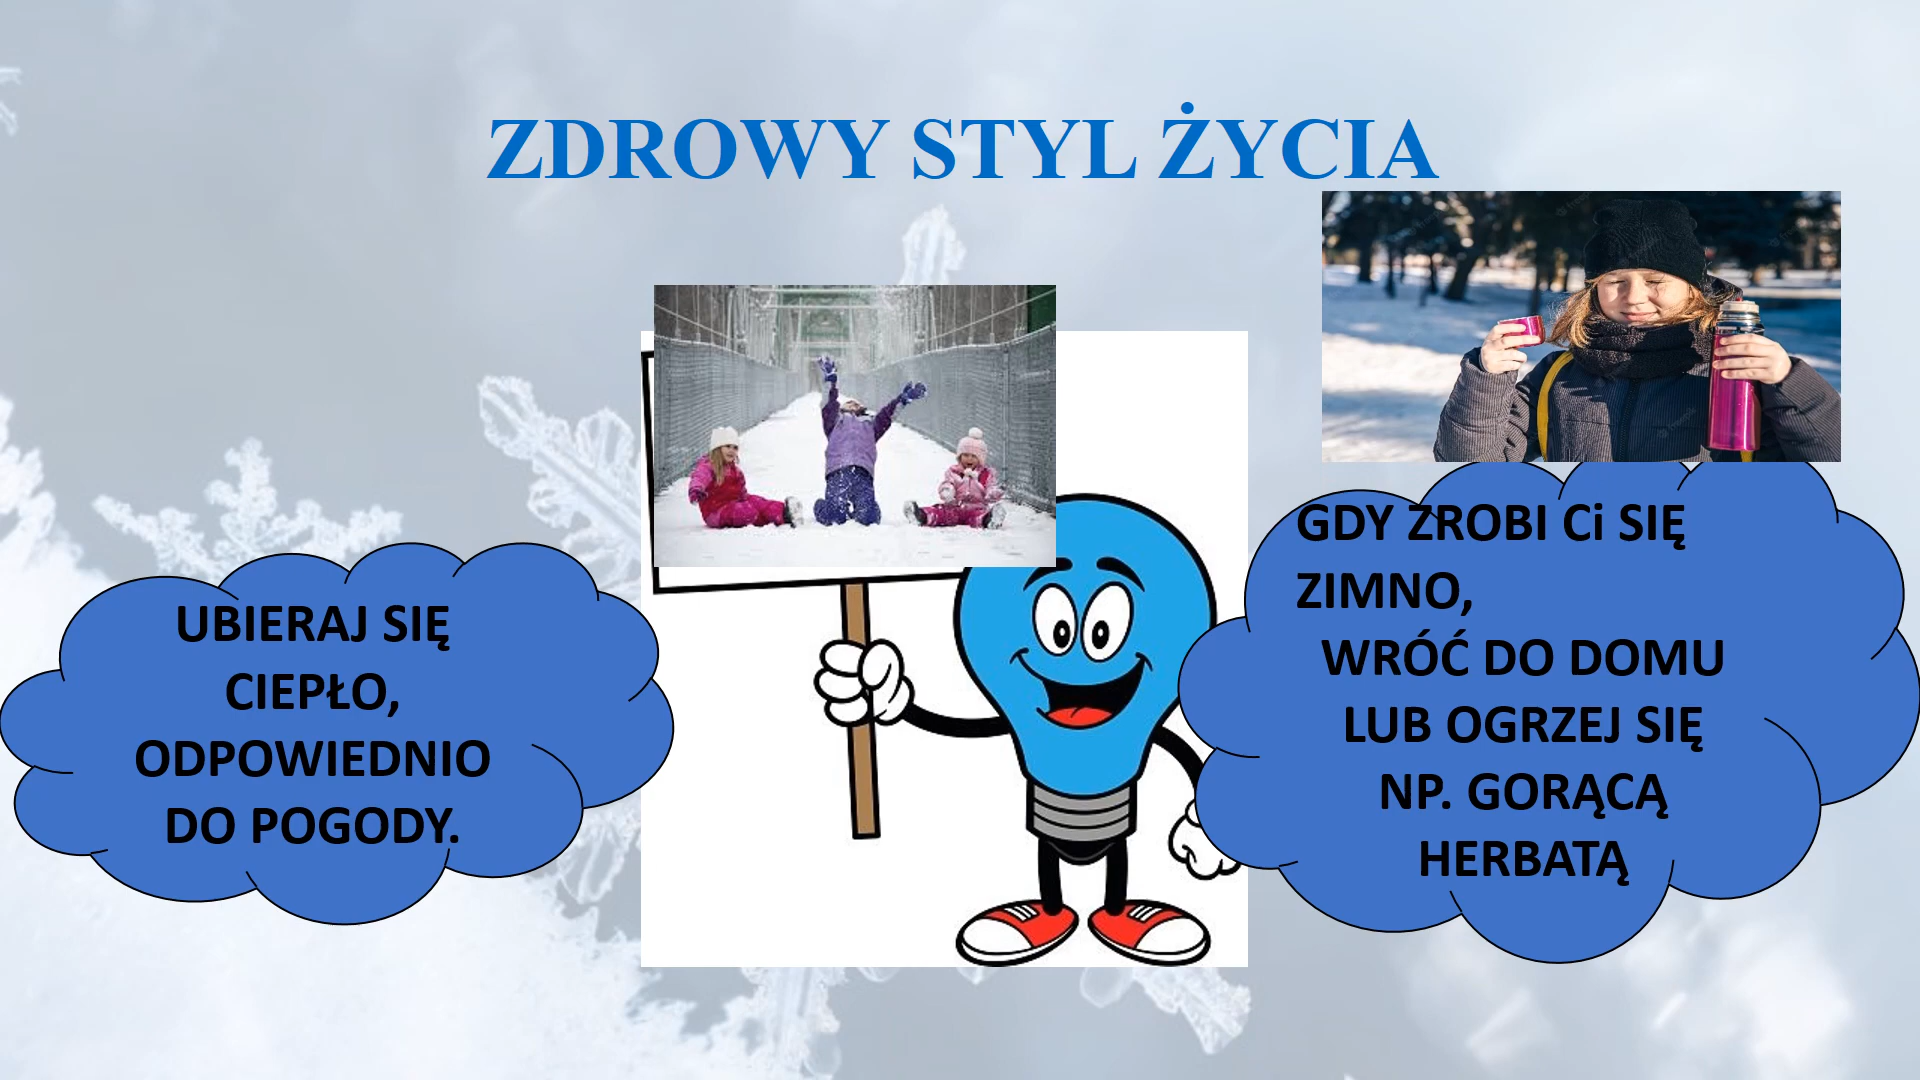 ZDROWY STYL ŻYCIA
UBIERAJ SIĘ
CIEPŁO,
ODPOWIEDNIO
DO POGODY.
GDY ZROBI Ci SIĘ
ZIMNO,
WRÓĆ DO DOMU
LUB OGRZEJ SIĘ
NP. GORĄCĄ
HERBATĄ